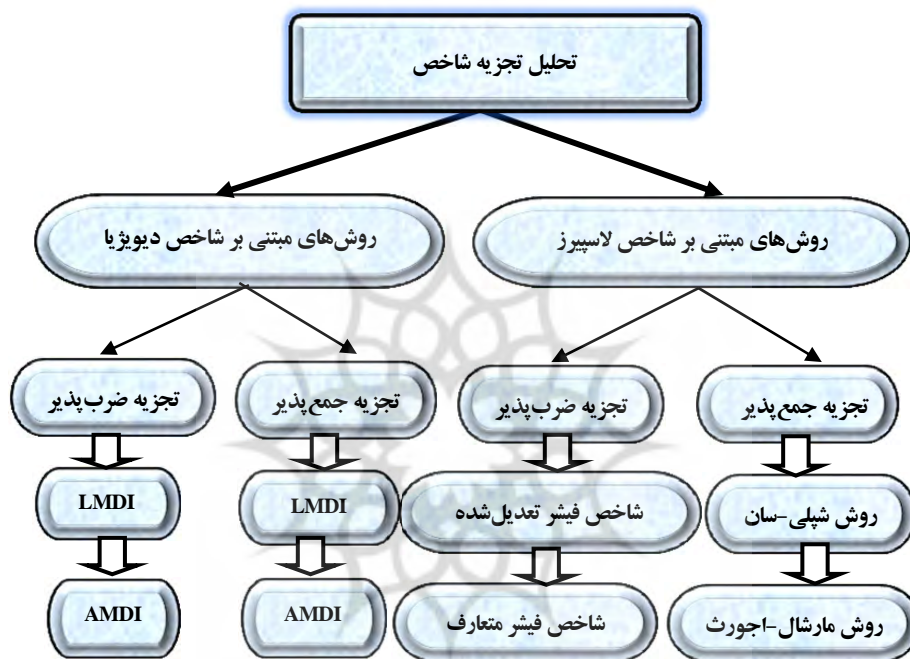 تحلیل تجزیه شاخص
روش‌های مبتنی بر شاخص لاسپیرز
روش‌های مبتنی بر شاخص دیویژیا
تجزیه جمع‌پذیر
تجزیه ضرب‌پذیر
تجزیه جمع‌پذیر
تجزیه ضرب‌پذیر
روش شپلی-سان
شاخص فیشر تعدیل‌شده
LMDI
LMDI
روش مارشال-اجورث
شاخص فیشر متعارف
AMDI
AMDI